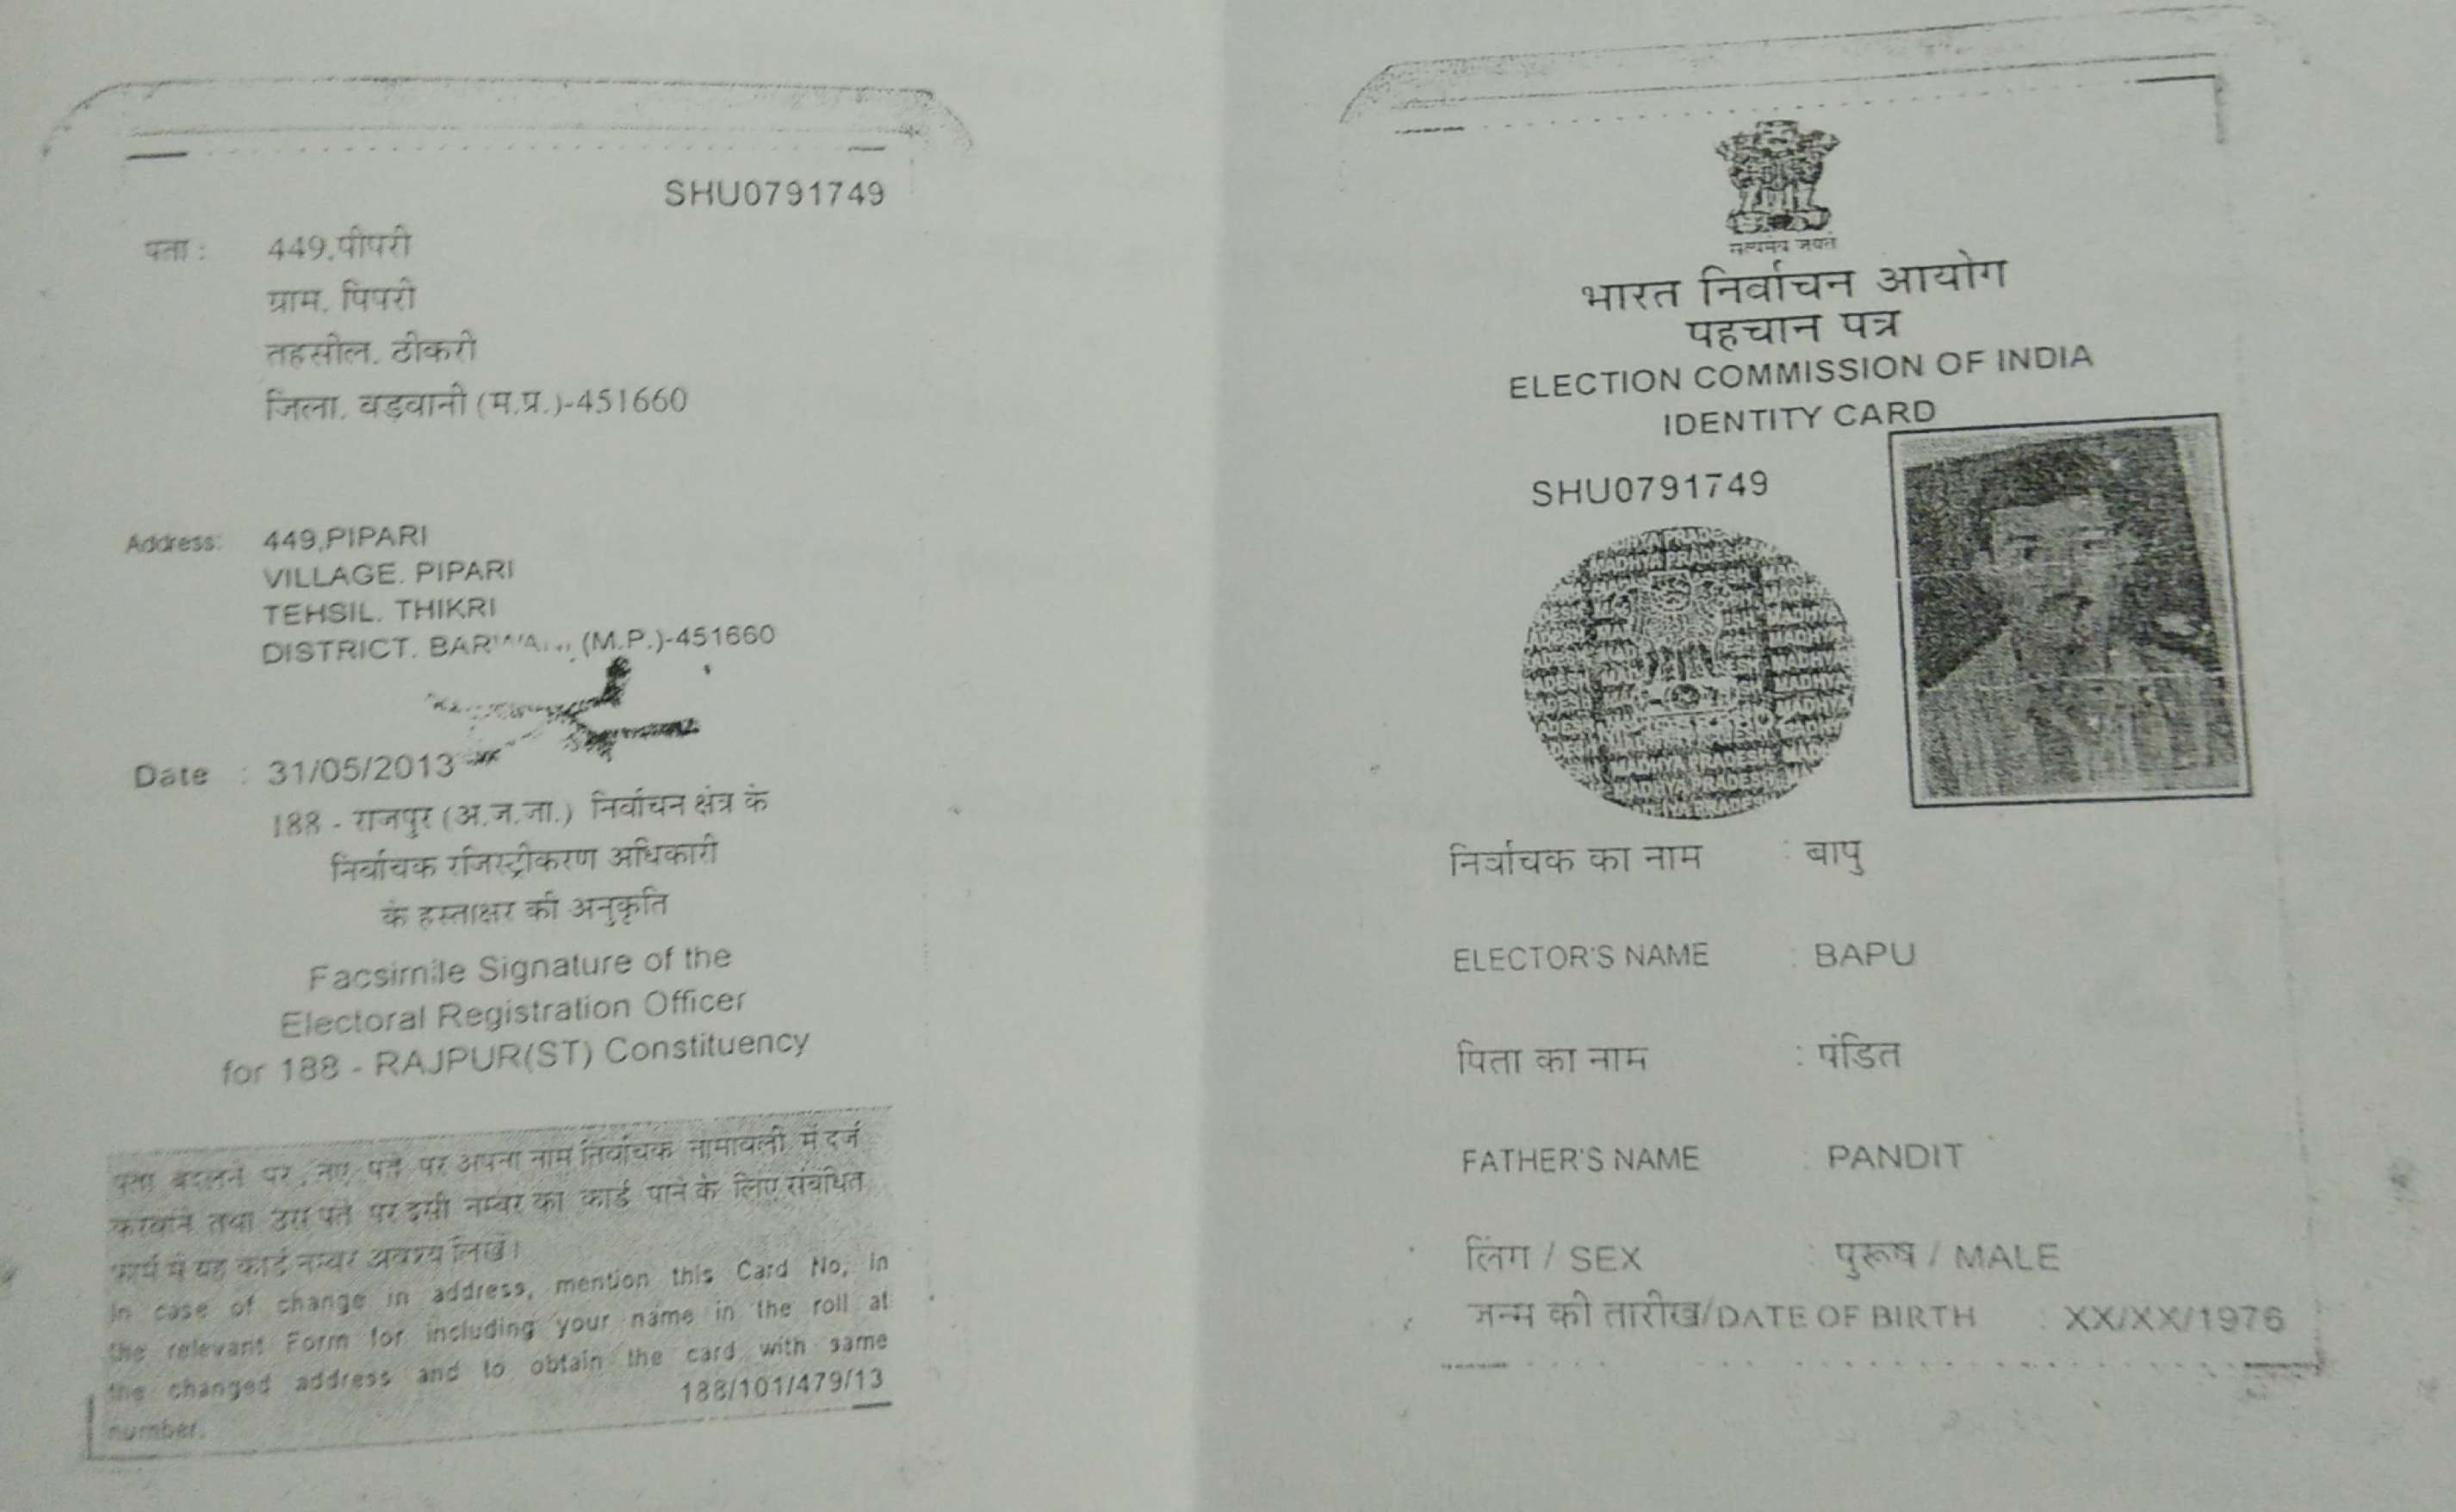 SHU0791749
पता : 449,पीपरी
ग्राम. पिपरी
तहसील. ठीकरी
जिला. बड़वानी (म.प्र.)-451660
Address: 449,PIPARI
VILLAGE. PIPARI
TEHSIL. THIKRI
DISTRICT. (M.P.)-451660
Date : 31/05/2013
188 - राजपुर (अ.ज.जा.) निर्वाचन क्षेत्र के
निर्वाचक रजिस्ट्रीकरण अधिकारी
के हस्ताक्षर की अनुकृति
Facsimile Signature of the
Electoral Registration Officer
for 188 - RAJPUR(ST) Constituency
पता बदलने पर, नए पते पर अपना नाम निर्वाचक नामावली में दर्ज
करवाने तथा उस पते पर इसी नम्बर का कार्ड पाने के लिए संबंधित
फार्म में यह कार्ड नम्बर अवश्य लिखें।
In case of change in address, mention this Card No. in
the relevant Form for including your name in the roll at
the changed address and to obtain the card with same
number.
188/101/479/13
सत्यमेव जयते
भारत निर्वाचन आयोग
पहचान पत्र
ELECTION COMMISSION OF INDIA
IDENTITY CARD
SHU0791749
MADHYA PRADESH
निर्वाचक का नाम : बापु
ELECTOR'S NAME : BAPU
पिता का नाम : पंडित
FATHER'S NAME : PANDIT
लिंग / SEX : पुरूष / MALE
जन्म की तारीख/DATE OF BIRTH : XX/XX/1976